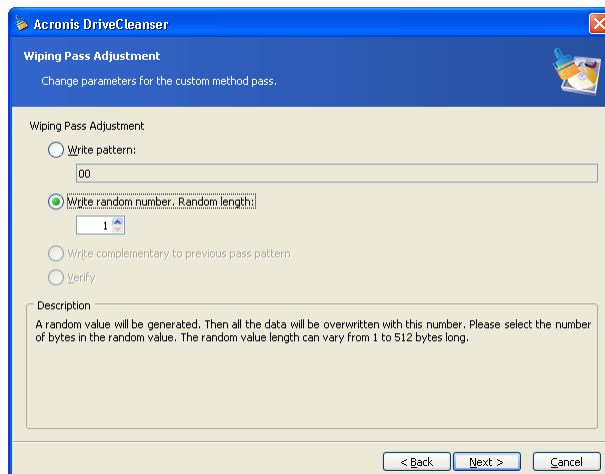 Acronis DriveCleanser
Wiping Pass Adjustment
Change parameters for the custom method pass.
Wiping Pass Adjustment
Write pattern:
00
Write random number. Random length:
1
Write complementary to previous pass pattern
Verify
Description
A random value will be generated. Then all the data will be overwritten with this number. Please select the number
of bytes in the random value. The random value length can vary from 1 to 512 bytes long.
< Back Next > Cancel